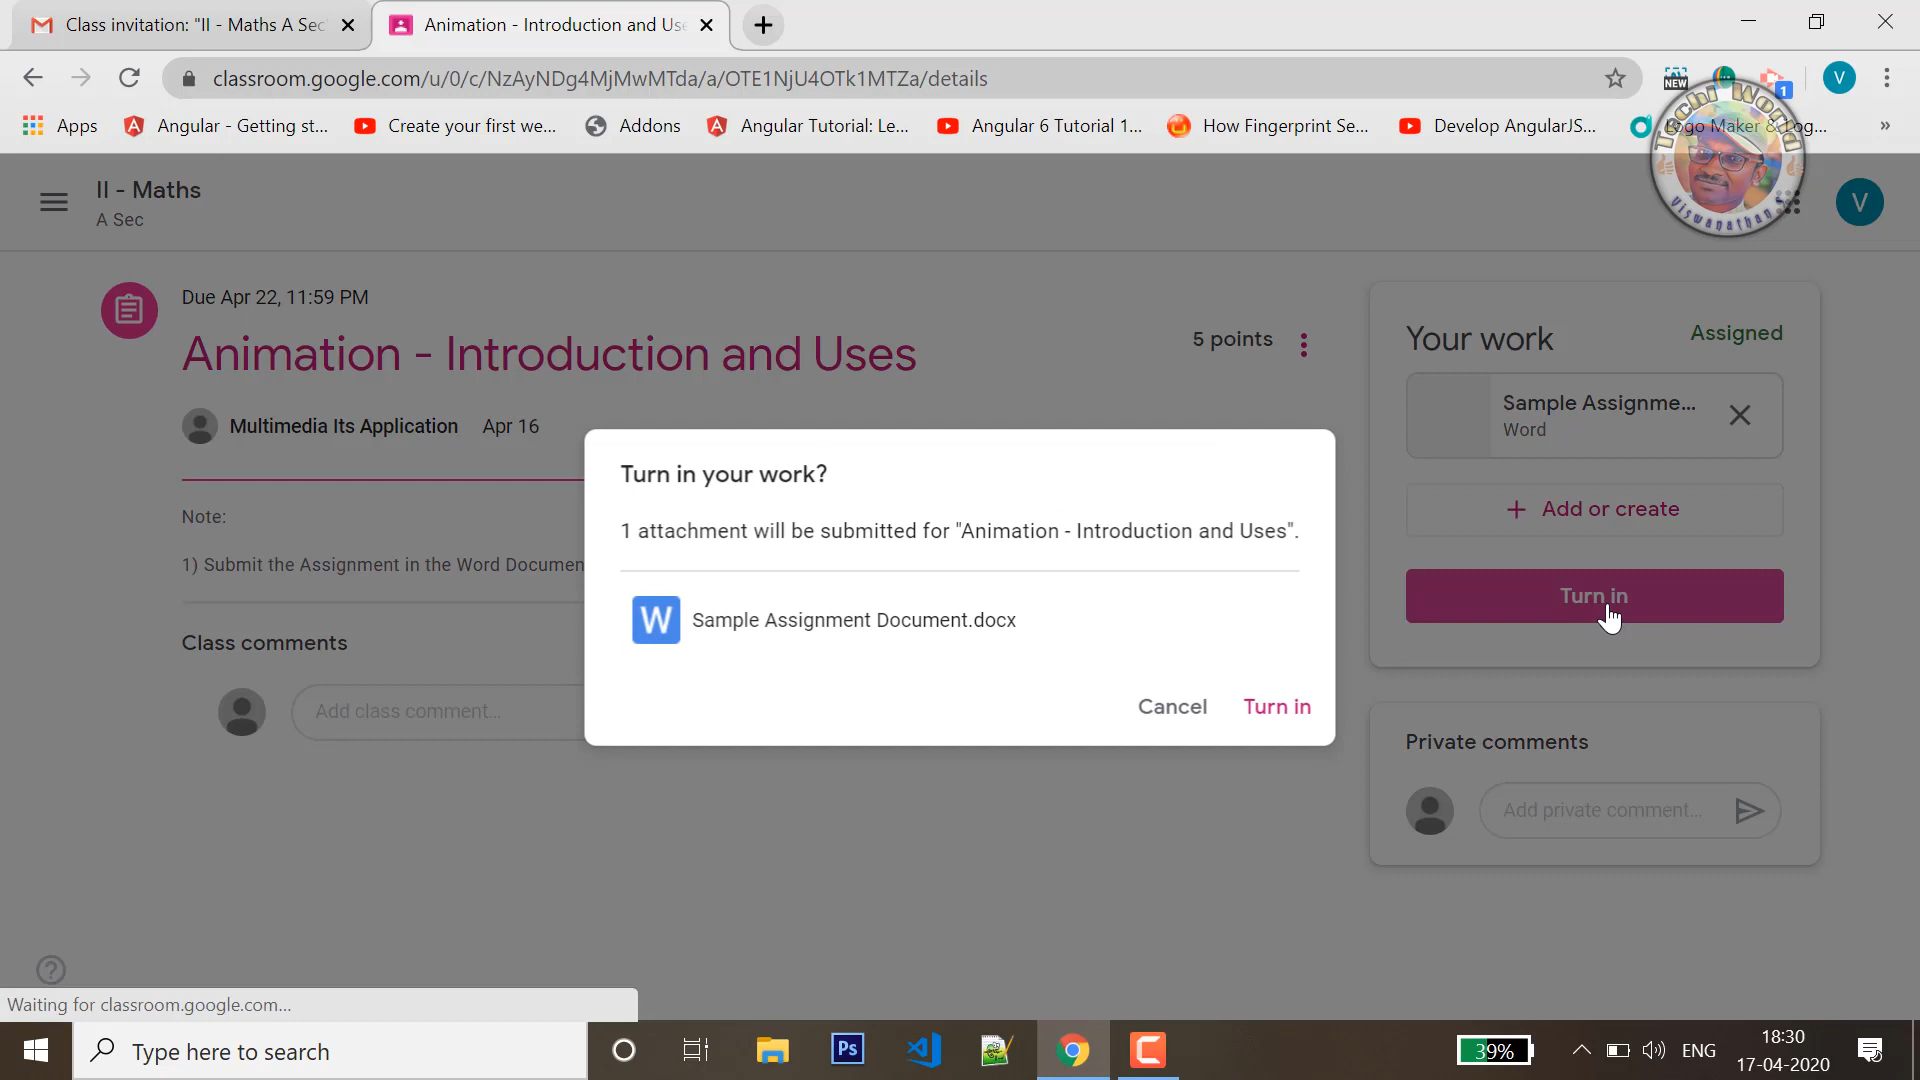 Class invitation: "II - Maths A Sec
Animation - Introduction and Use
classroom.google.com/u/0/c/NzAyNDg4MjMwMTda/a/OTE1NjU4OTk1MTZa/details
NEW
1
V
Apps
Angular - Getting st...
Create your first we...
Addons
Angular Tutorial: Le...
Angular 6 Tutorial 1...
How Fingerprint Se...
Develop AngularJS...
Logo Maker & Log...
»
Techi World
Viswanathan S
II - Maths
A Sec
V
Due Apr 22, 11:59 PM
Animation - Introduction and Uses
5 points
Multimedia Its Application Apr 16
Note:
1) Submit the Assignment in the Word Documen
Class comments
Add class comment...
Your work
Assigned
Sample Assignme...
Word
+ Add or create
Turn in
Private comments
Add private comment...
Turn in your work?
1 attachment will be submitted for "Animation - Introduction and Uses".
W Sample Assignment Document.docx
Cancel Turn in
Waiting for classroom.google.com...
Type here to search
Ps
39%
ENG
18:30
17-04-2020